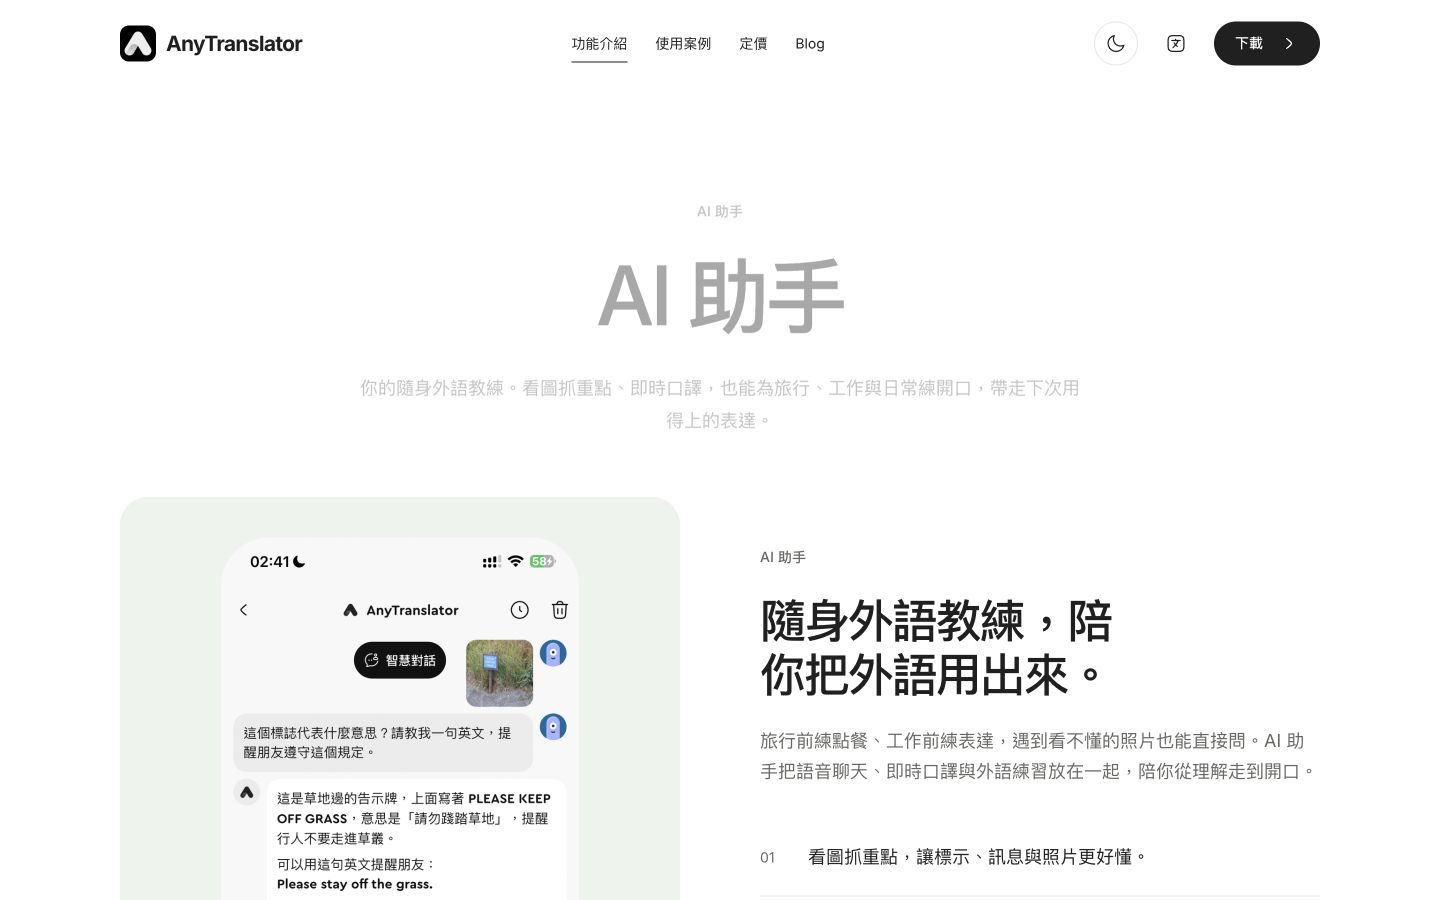 AnyTranslator
功能介紹
使用案例
定價
Blog
下載
AI 助手
AI 助手
你的隨身外語教練。看圖抓重點、即時口譯，也能為旅行、工作與日常練開口，帶走下次用
得上的表達。
02:41
58
AnyTranslator
智慧對話
這個標誌代表什麼意思？請教我一句英文，提
醒朋友遵守這個規定。
這是草地邊的告示牌，上面寫著 PLEASE KEEP
OFF GRASS，意思是「請勿踐踏草地」，提醒
行人不要走進草叢。
可以用這句英文提醒朋友：
Please stay off the grass.
AI 助手
隨身外語教練，陪
你把外語用出來。
旅行前練點餐、工作前練表達，遇到看不懂的照片也能直接問。AI 助
手把語音聊天、即時口譯與外語練習放在一起，陪你從理解走到開口。
01
看圖抓重點，讓標示、訊息與照片更好懂。